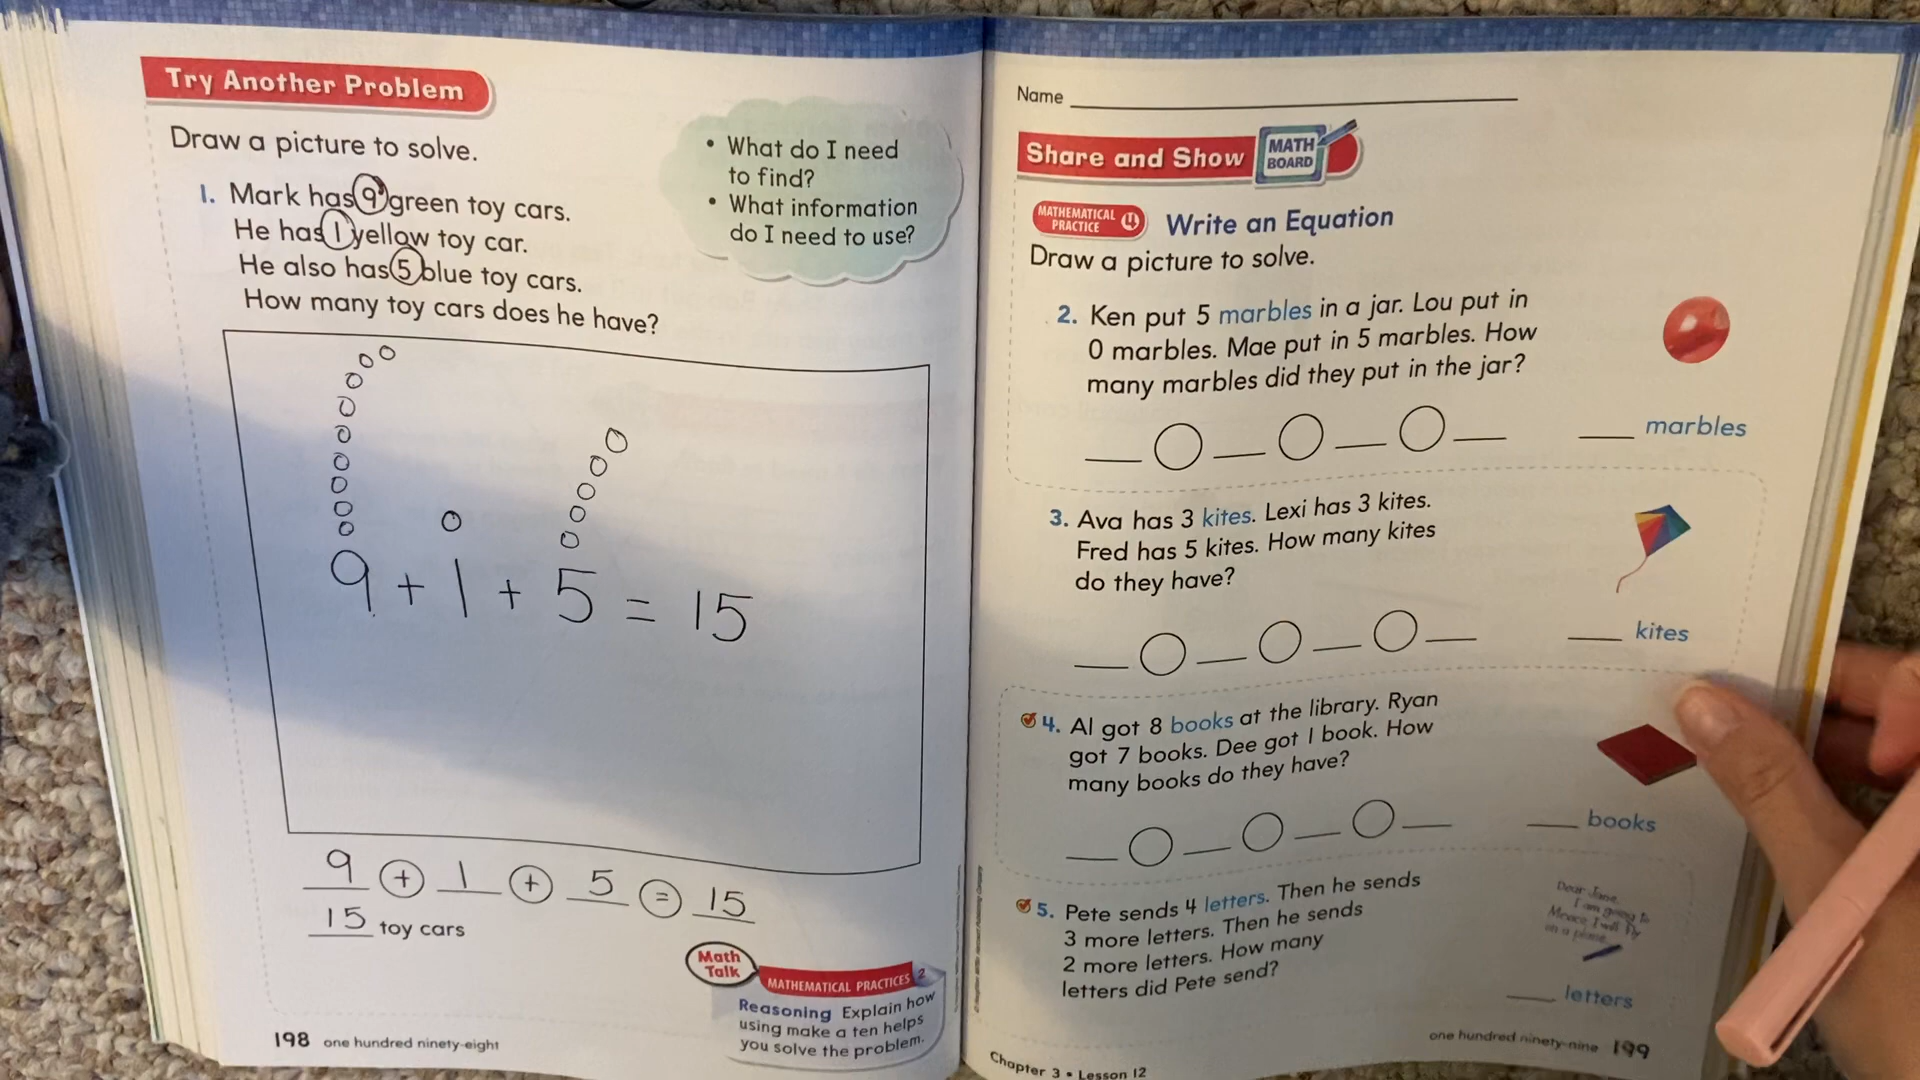 Try Another Problem
Draw a picture to solve.
• What do I need
to find?
• What information
do I need to use?
1. Mark has 9 green toy cars.
He has 1 yellow toy car.
He also has 5 blue toy cars.
How many toy cars does he have?
9 + 1 + 5 = 15
9 + 1 + 5 = 15
15 toy cars
Math
Talk
MATHEMATICAL PRACTICES 2
Reasoning Explain how
using make a ten helps
you solve the problem.
198 one hundred ninety-eight
Name
Share and Show MATH
BOARD
MATHEMATICAL
PRACTICE 4 Write an Equation
Draw a picture to solve.
2. Ken put 5 marbles in a jar. Lou put in
0 marbles. Mae put in 5 marbles. How
many marbles did they put in the jar?
marbles
3. Ava has 3 kites. Lexi has 3 kites.
Fred has 5 kites. How many kites
do they have?
kites
4. Al got 8 books at the library. Ryan
got 7 books. Dee got 1 book. How
many books do they have?
books
5. Pete sends 4 letters. Then he sends
3 more letters. Then he sends
2 more letters. How many
letters did Pete send?
Dear Jane,
I am going to
Mexico. I will fly
on a plane.
letters
Chapter 3 • Lesson 12
one hundred ninety-nine 199